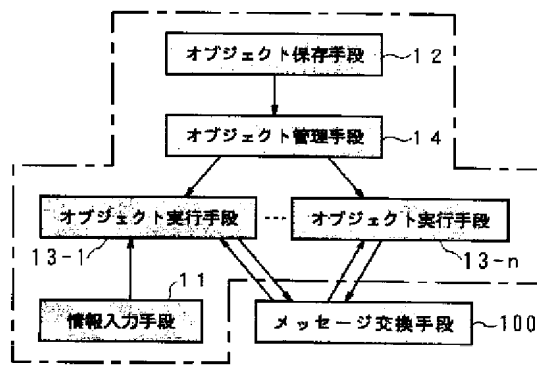 オブジェクト保存手段 12
オブジェクト管理手段 14
オブジェクト実行手段 オブジェクト実行手段
13-1 13-n
11
情報入力手段 メッセージ交換手段 100